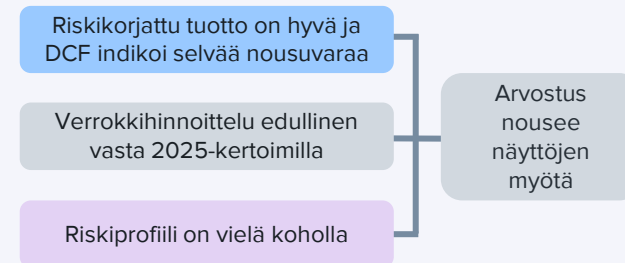 Riskikorjattu tuotto on hyvä ja
DCF indikoi selvää nousuvaraa
Verrokkihinnoittelu edullinen
vasta 2025-kertoimilla
Riskiprofiili on vielä koholla
Arvostus
nousee
näyttöjen
myötä